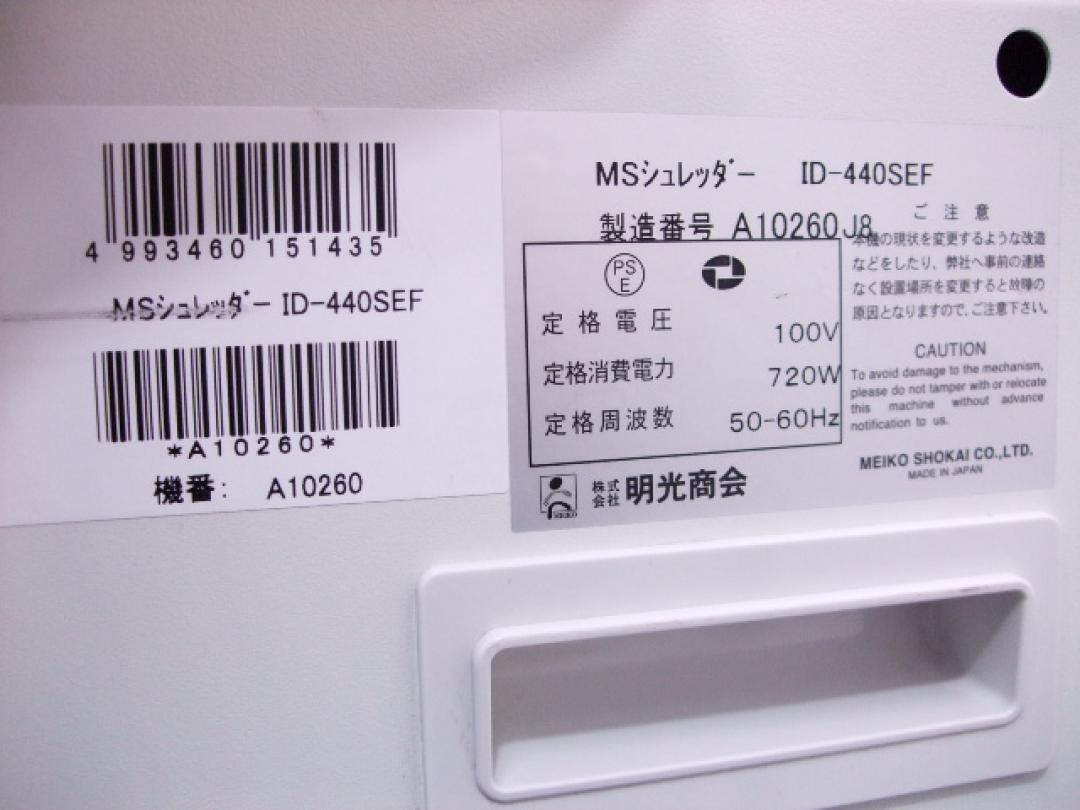 4 993460 151435
MSシュレッダー ID-440SEF
*A10260*
機番: A10260
MSシュレッダー ID-440SEF
製造番号 A10260J8
PS
E
定格電圧 100V
定格消費電力 720W
定格周波数 50-60Hz
株式
会社 明光商会
MEIKO
ご注意
本機の現状を変更するような改造
などをしたり、弊社へ事前の連絡
なく設置場所を変更すると故障の
原因となりますので、ご注意下さい。
CAUTION
To avoid damage to the mechanism,
please do not tamper with or relocate
this machine without advance
notification to us.
MEIKO SHOKAI CO.,LTD.
MADE IN JAPAN